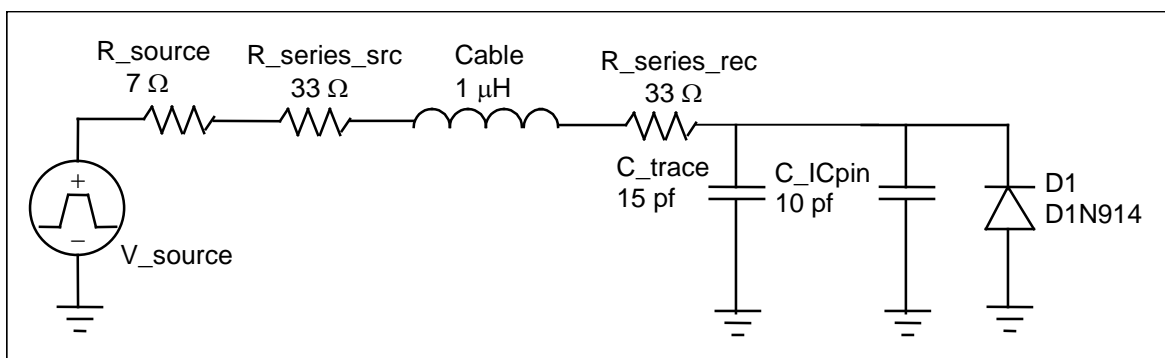 R_source
7 Ω
R_series_src
33 Ω
Cable
1 μH
R_series_rec
33 Ω
C_trace
15 pf
C_ICpin
10 pf
D1
D1N914
+
−
V_source